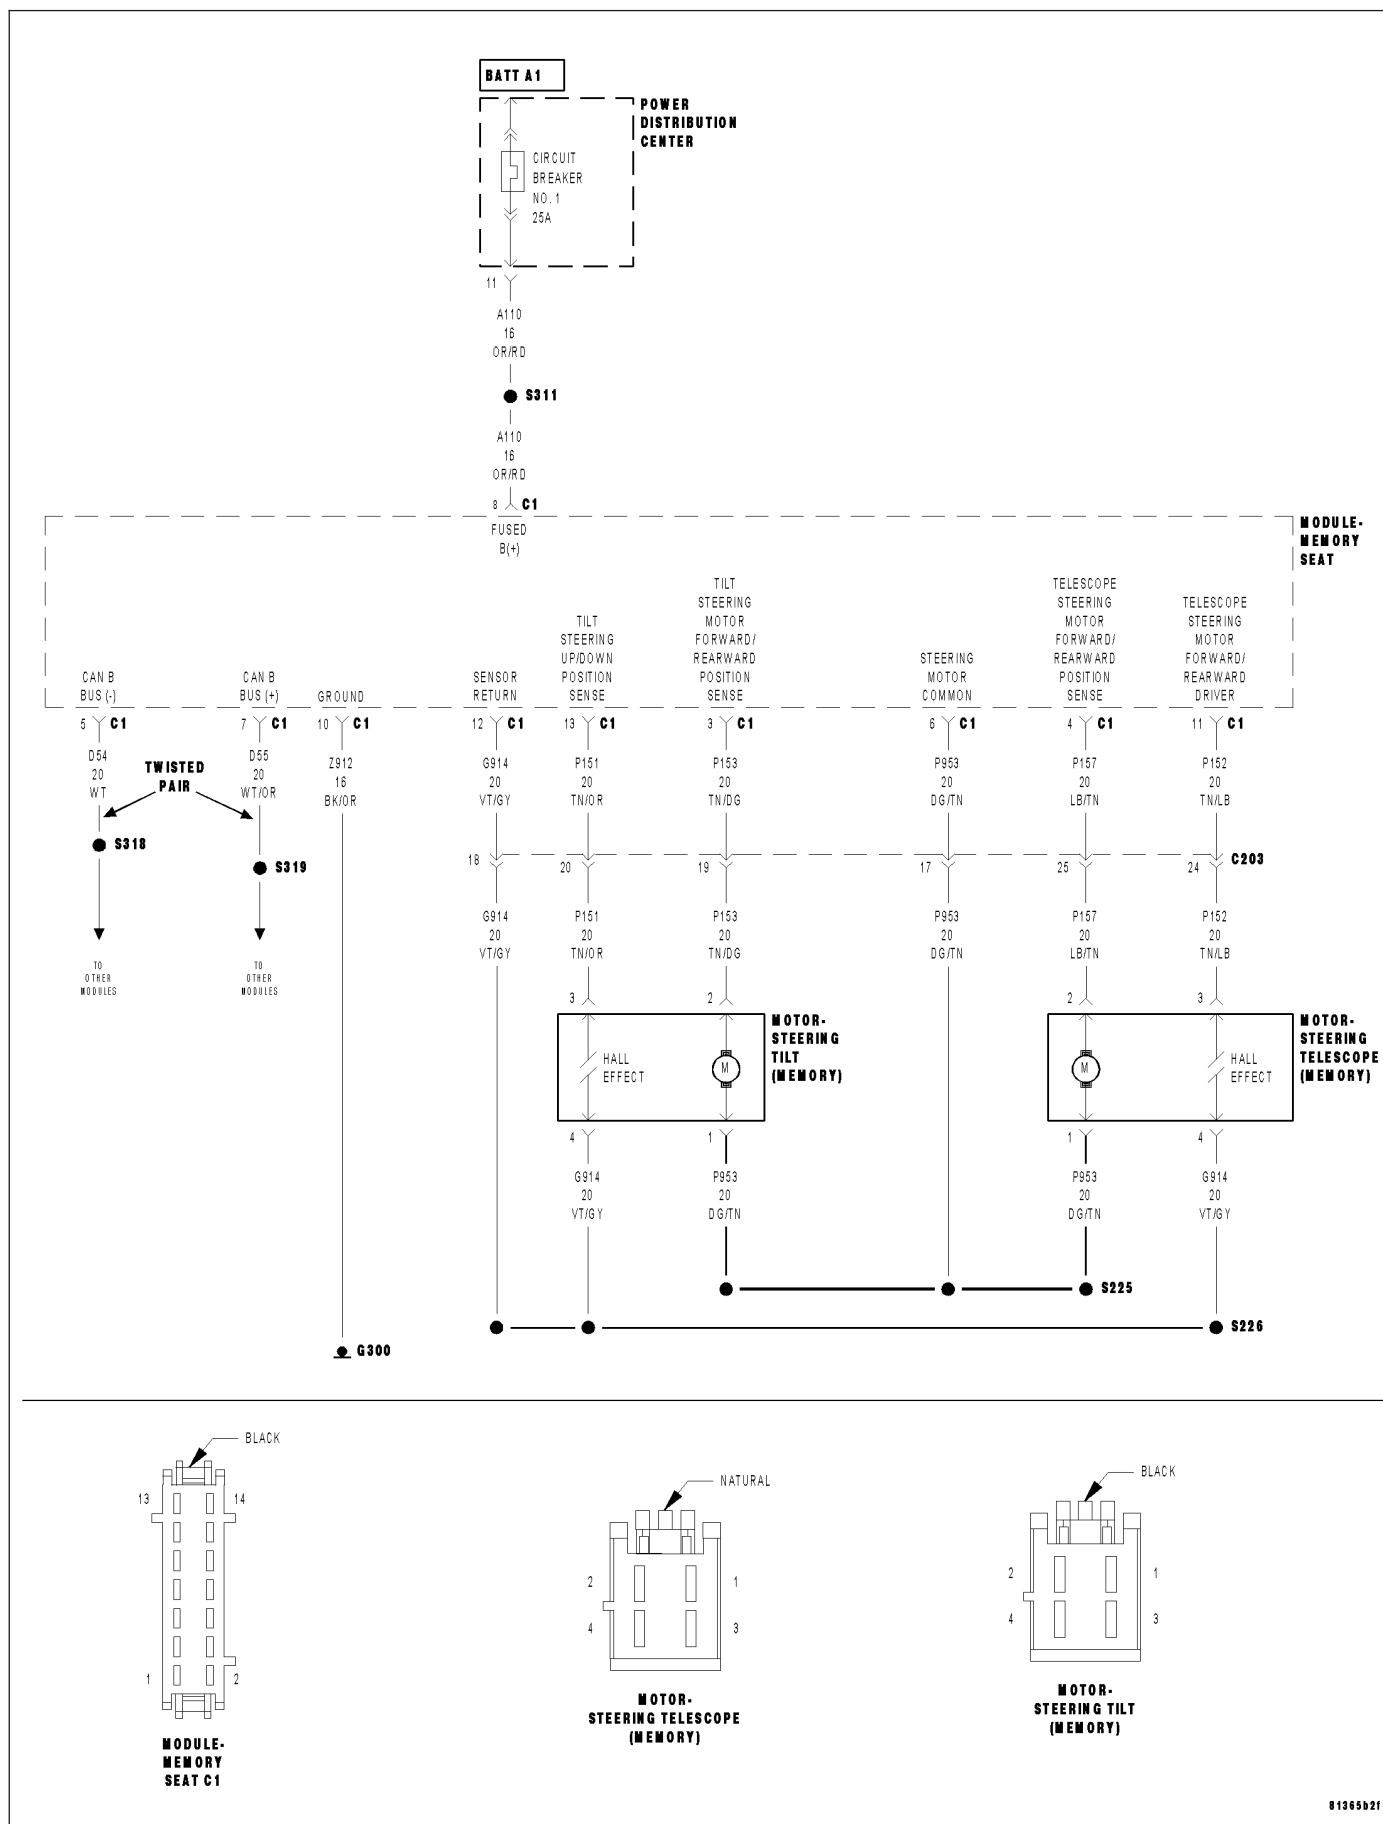 BATT A1
POWER
DISTRIBUTION
CENTER
CIRCUIT
BREAKER
NO. 1
25A
11
A110
16
OR/RD
S311
A110
16
OR/RD
8 C1
FUSED
B(+)
MODULE-
MEMORY
SEAT
CAN B
BUS (-)
CAN B
BUS (+)
GROUND
SENSOR
RETURN
TILT
STEERING
UP/DOWN
POSITION
SENSE
TILT
STEERING
MOTOR
FORWARD/
REARWARD
POSITION
SENSE
STEERING
MOTOR
COMMON
TELESCOPE
STEERING
MOTOR
FORWARD/
REARWARD
POSITION
SENSE
TELESCOPE
STEERING
MOTOR
FORWARD/
REARWARD
DRIVER
5 C1 7 C1 10 C1 12 C1 13 C1 3 C1 6 C1 4 C1 11 C1
D54 D55 Z912 G914 P151 P153 P953 P157 P152
20 20 16 20 20 20 20 20 20
WT WT/OR BK/OR VT/GY TN/OR TN/DG DG/TN LB/TN TN/LB
TWISTED
PAIR
S318
S319
18 20 19 17 25 24 C203
G914 P151 P153 P953 P157 P152
20 20 20 20 20 20
VT/GY TN/OR TN/DG DG/TN LB/TN TN/LB
TO
OTHER
MODULES
TO
OTHER
MODULES
3 2 2 3
HALL
EFFECT
M
MOTOR-
STEERING
TILT
(MEMORY)
M
HALL
EFFECT
MOTOR-
STEERING
TELESCOPE
(MEMORY)
4 1 1 4
G914 P953 P953 G914
20 20 20 20
VT/GY DG/TN DG/TN VT/GY
S225
S226
G300
BLACK
13 14
1 2
MODULE-
MEMORY
SEAT C1
NATURAL
2 1
4 3
MOTOR-
STEERING TELESCOPE
(MEMORY)
BLACK
2 1
4 3
MOTOR-
STEERING TILT
(MEMORY)
81365b2f